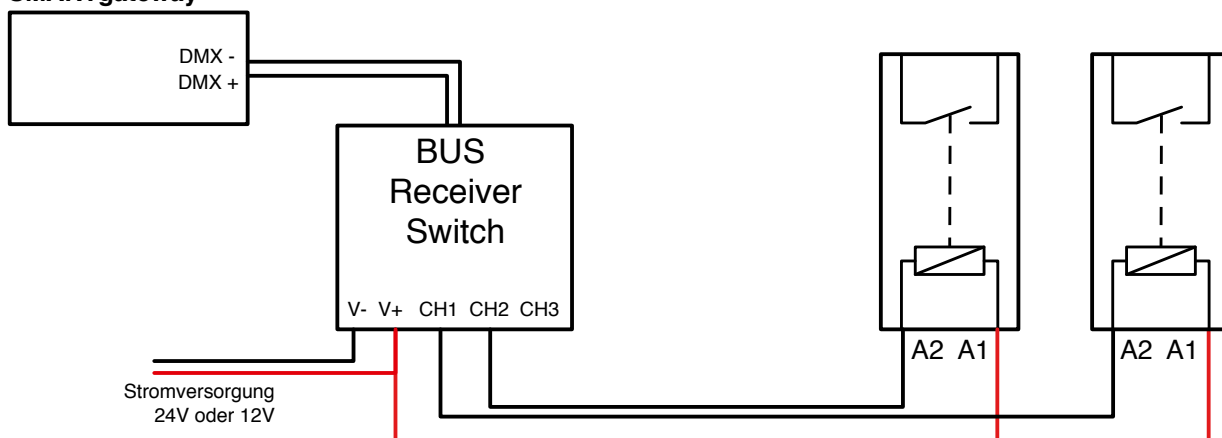 DMX -
DMX +
BUS
Receiver
Switch
V- V+ CH1 CH2 CH3
A2 A1
A2 A1
Stromversorgung
24V oder 12V